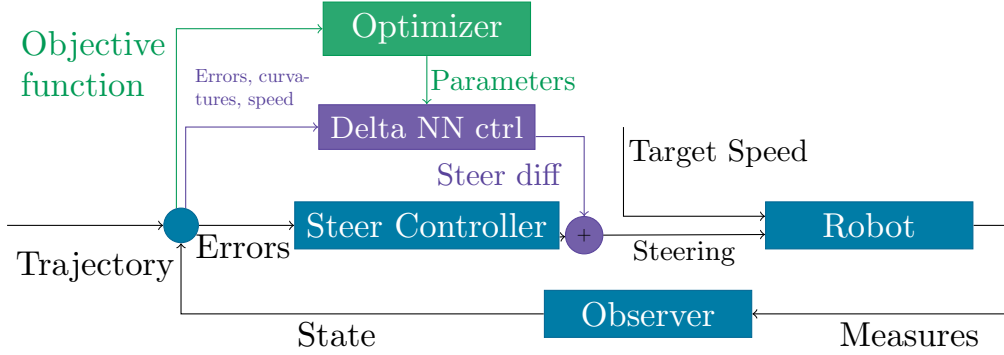 Optimizer
Objective
function
Errors, curva-
tures, speed
Parameters
Delta NN ctrl
Target Speed
Steer diff
Steer Controller
+
Robot
Trajectory
Errors
Steering
Observer
State
Measures